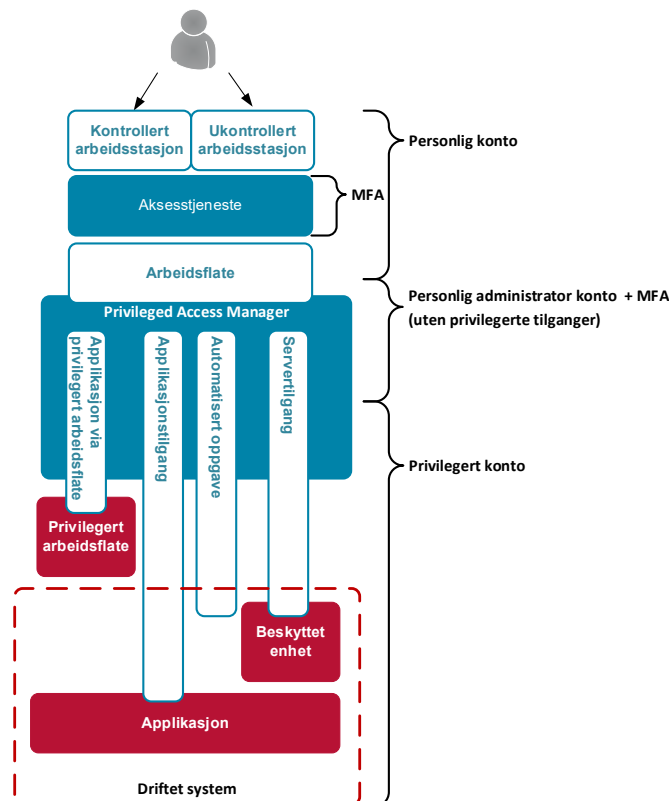 Kontrollert
arbeidsstasjon
Ukontrollert
arbeidsstasjon
Personlig konto
MFA
Aksesstjeneste
Arbeidsflate
Privileged Access Manager
Personlig administrator konto + MFA
(uten privilegerte tilganger)
Applikasjon via
privilegert arbeidsflate
Applikasjonstilgang
Automatisert oppgave
Servertilgang
Privilegert konto
Privilegert
arbeidsflate
Beskyttet
enhet
Applikasjon
Driftet system